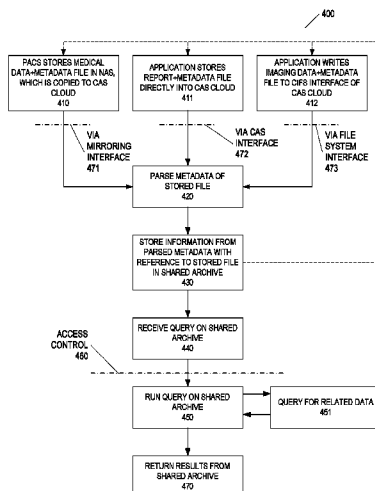 400
PACS STORES MEDICAL
DATA+METADATA FILE IN NAS,
WHICH IS COPIED TO CAS
CLOUD
410
APPLICATION STORES
REPORT+METADATA FILE
DIRECTLY INTO CAS CLOUD
411
APPLICATION WRITES
IMAGING DATA+METADATA
FILE TO CIFS INTERFACE OF
CAS CLOUD
412
VIA
MIRRORING
INTERFACE
471
VIA CAS
INTERFACE
472
VIA FILE
SYSTEM
INTERFACE
473
PARSE METADATA OF
STORED FILE
420
STORE INFORMATION FROM
PARSED METADATA WITH
REFERENCE TO STORED FILE
IN SHARED ARCHIVE
430
RECEIVE QUERY ON SHARED
ARCHIVE
440
ACCESS
CONTROL
460
RUN QUERY ON SHARED
ARCHIVE
450
QUERY FOR RELATED DATA
451
RETURN RESULTS FROM
SHARED ARCHIVE
470